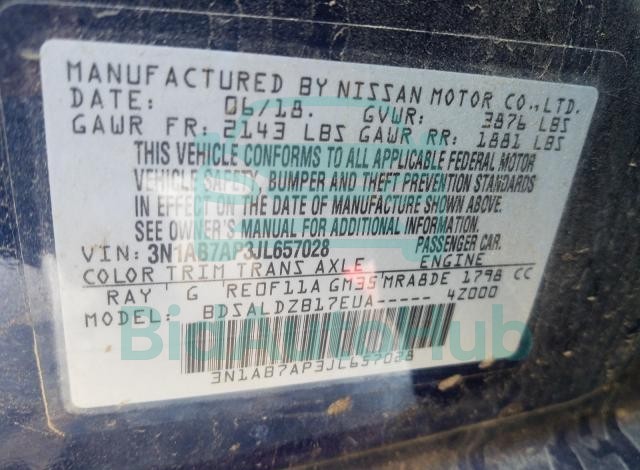 MANUFACTURED BY NISSAN MOTOR CO., LTD.
DATE: 06/18. GVWR: 3876 LBS
GAWR FR: 2143 LBS GAWR RR: 1881 LBS
THIS VEHICLE CONFORMS TO ALL APPLICABLE FEDERAL MOTOR
VEHICLE SAFETY, BUMPER AND THEFT PREVENTION STANDARDS
IN EFFECT ON THE DATE OF MANUFACTURE SHOWN ABOVE.
SEE OWNER'S MANUAL FOR ADDITIONAL INFORMATION
VIN: 3N1AB7AP3JL657028 PASSENGER CAR.
COLOR TRIM TRANS AXLE ENGINE
RAY G RE0F11A GM35 MRA8DE 1798 CC
MODEL: BDSALDZB17EUA----- 4Z000
BidAutoHub
3N1AB7AP3JL657028